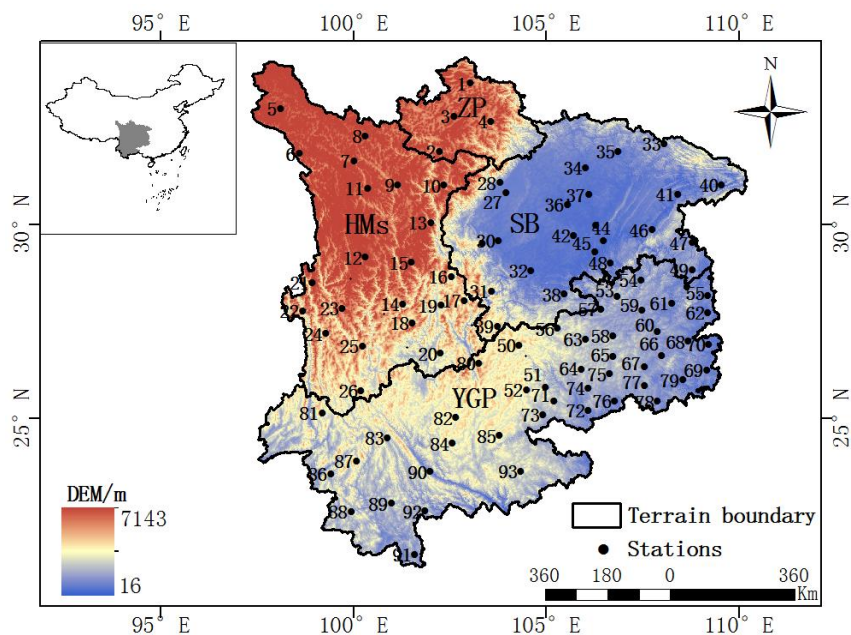 95° E 100° E 105° E 110° E
N
1
ZP
5 3 4
8 35 33
6 2 34
7
28 40
11 9 10 27 37 41
36
30° N HMs 13 SB 44 46 30° N
30 42 45 47
12 15 48
16 32 49
21 54
31 53 55
22 23 14 19 17 38 57 59 61 62
18 39
24 56 60
25 20 50 63 58 68 70
80 65 66
64 67 69
26 YGP 51 75 79
52 71 74 77
81 82 76 78
25° N 73 72 25° N
83 84 85
87
86 90 93
DEM/m
7143
89
88 92
16
91
Terrain boundary
Stations
360 180 0 360
Km
95° E 100° E 105° E 110° E